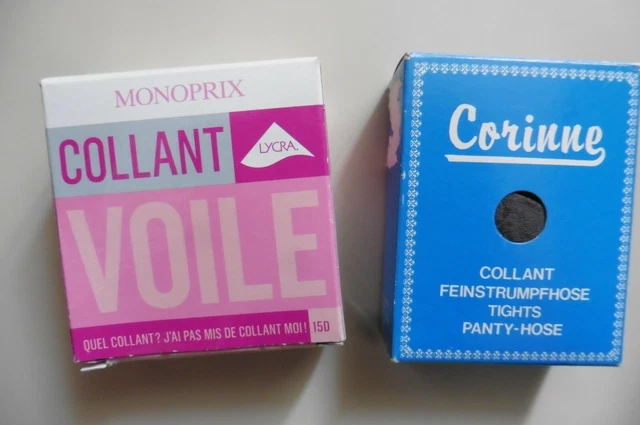 MONOPRIX
COLLANT
LYCRA.
VOILE
QUEL COLLANT? J'AI PAS MIS DE COLLANT MOI! 15D
Corinne
COLLANT
FEINSTRUMPFHOSE
TIGHTS
PANTY-HOSE